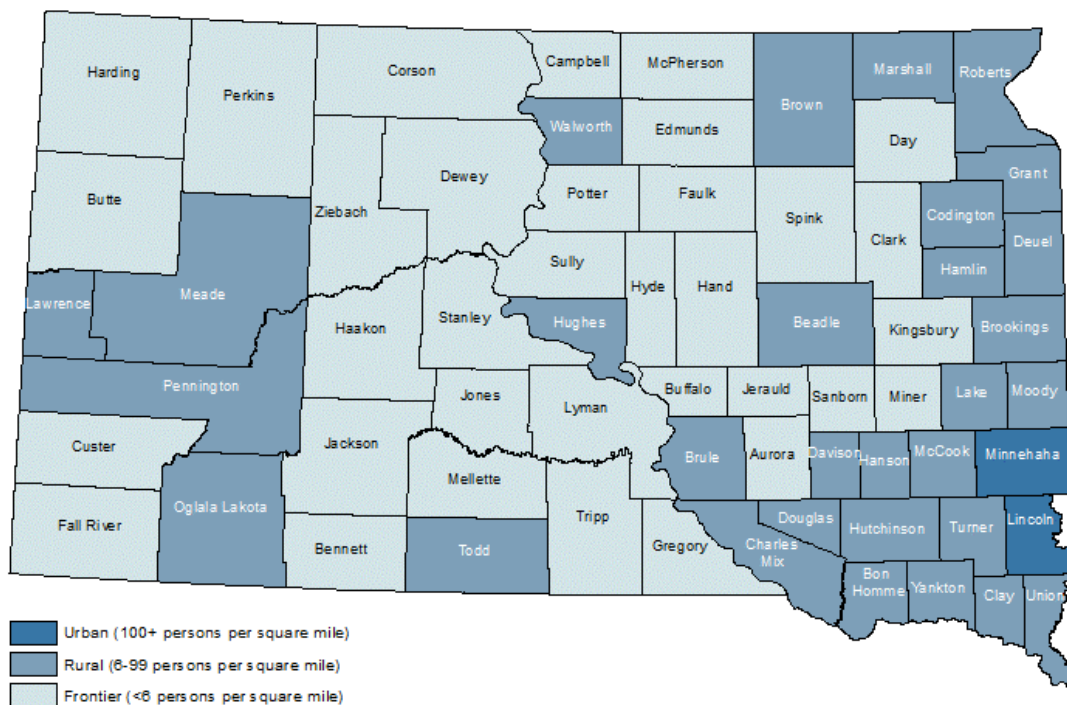 Harding
Perkins
Corson
Campbell
McPherson
Brown
Marshall
Roberts
Walworth
Edmunds
Day
Grant
Butte
Ziebach
Dewey
Potter
Faulk
Spink
Clark
Codington
Deuel
Hamlin
Lawrence
Meade
Haakon
Stanley
Sully
Hyde
Hand
Hughes
Beadle
Kingsbury
Brookings
Pennington
Jones
Lyman
Buffalo
Jerauld
Sanborn
Miner
Lake
Moody
Custer
Jackson
Mellette
Brule
Aurora
Davison
Hanson
McCook
Minnehaha
Fall River
Oglala Lakota
Bennett
Todd
Tripp
Gregory
Charles
Mix
Douglas
Hutchinson
Turner
Lincoln
Bon
Homme
Yankton
Clay
Union
Urban (100+ persons per square mile)
Rural (6-99 persons per square mile)
Frontier (<6 persons per square mile)